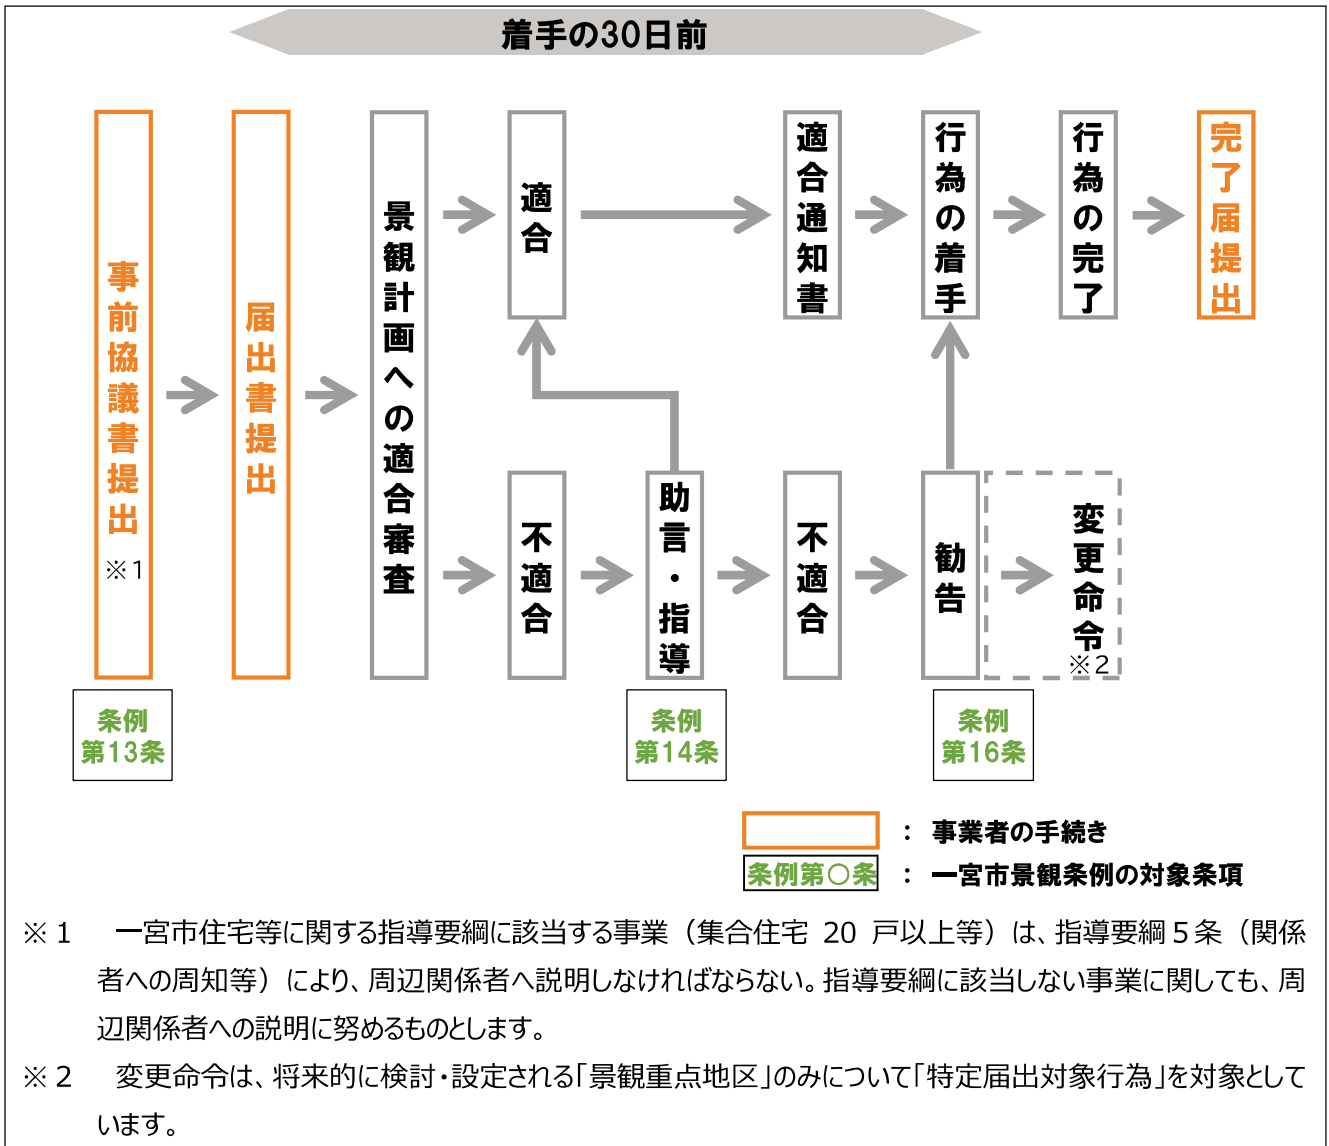 着手の30日前
事前協議書提出
※1
届出書提出
景観計画への適合審査
適合
適合通知書
行為の着手
行為の完了
完了届提出
不適合
助言・指導
不適合
勧告
変更命令
※2
条例
第13条
条例
第14条
条例
第16条
： 事業者の手続き
条例第○条 ： 一宮市景観条例の対象条項
※１ 一宮市住宅等に関する指導要綱に該当する事業（集合住宅 20 戸以上等）は、指導要綱５条（関係
者への周知等）により、周辺関係者へ説明しなければならない。指導要綱に該当しない事業に関しても、周
辺関係者への説明に努めるものとします。
※２ 変更命令は、将来的に検討・設定される「景観重点地区」のみについて「特定届出対象行為」を対象として
います。